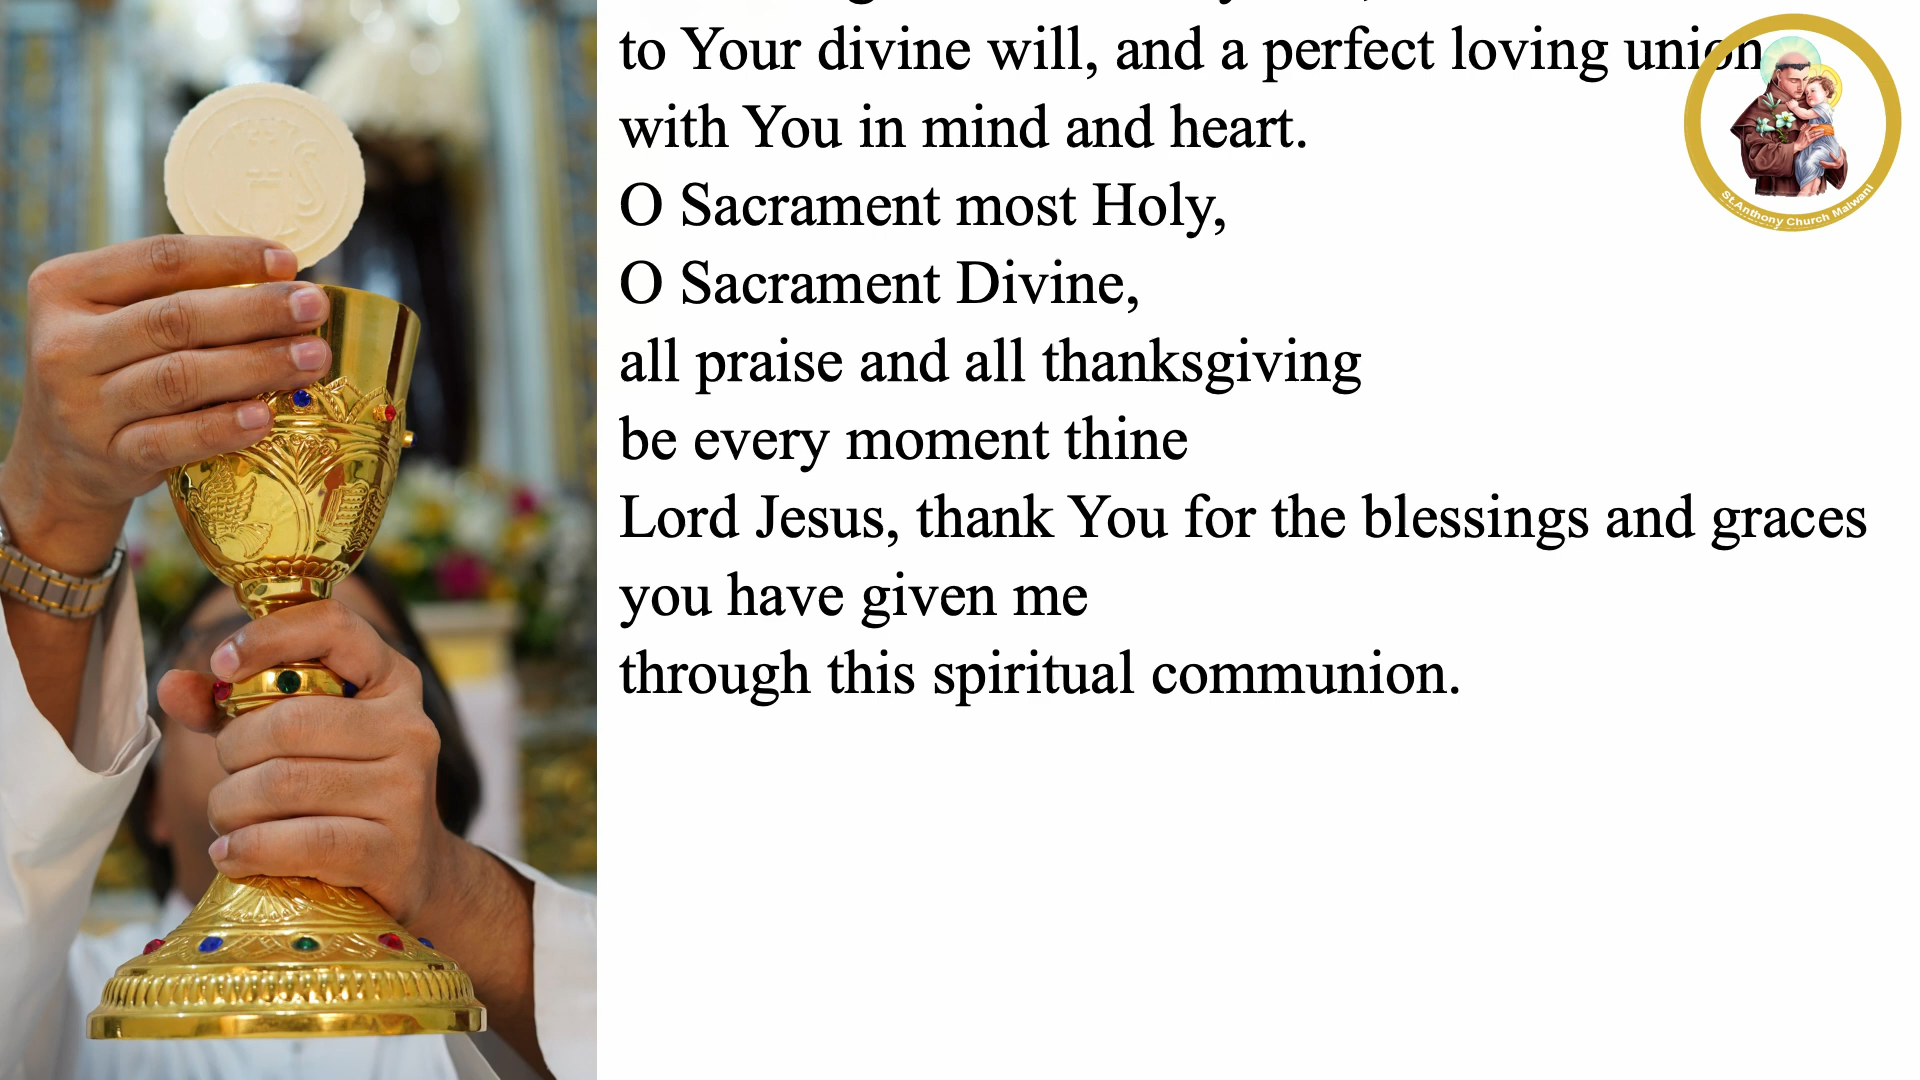 to Your divine will, and a perfect loving union
with You in mind and heart.
O Sacrament most Holy,
O Sacrament Divine,
all praise and all thanksgiving
be every moment thine
Lord Jesus, thank You for the blessings and graces
you have given me
through this spiritual communion.
St.Anthony Church Malwani